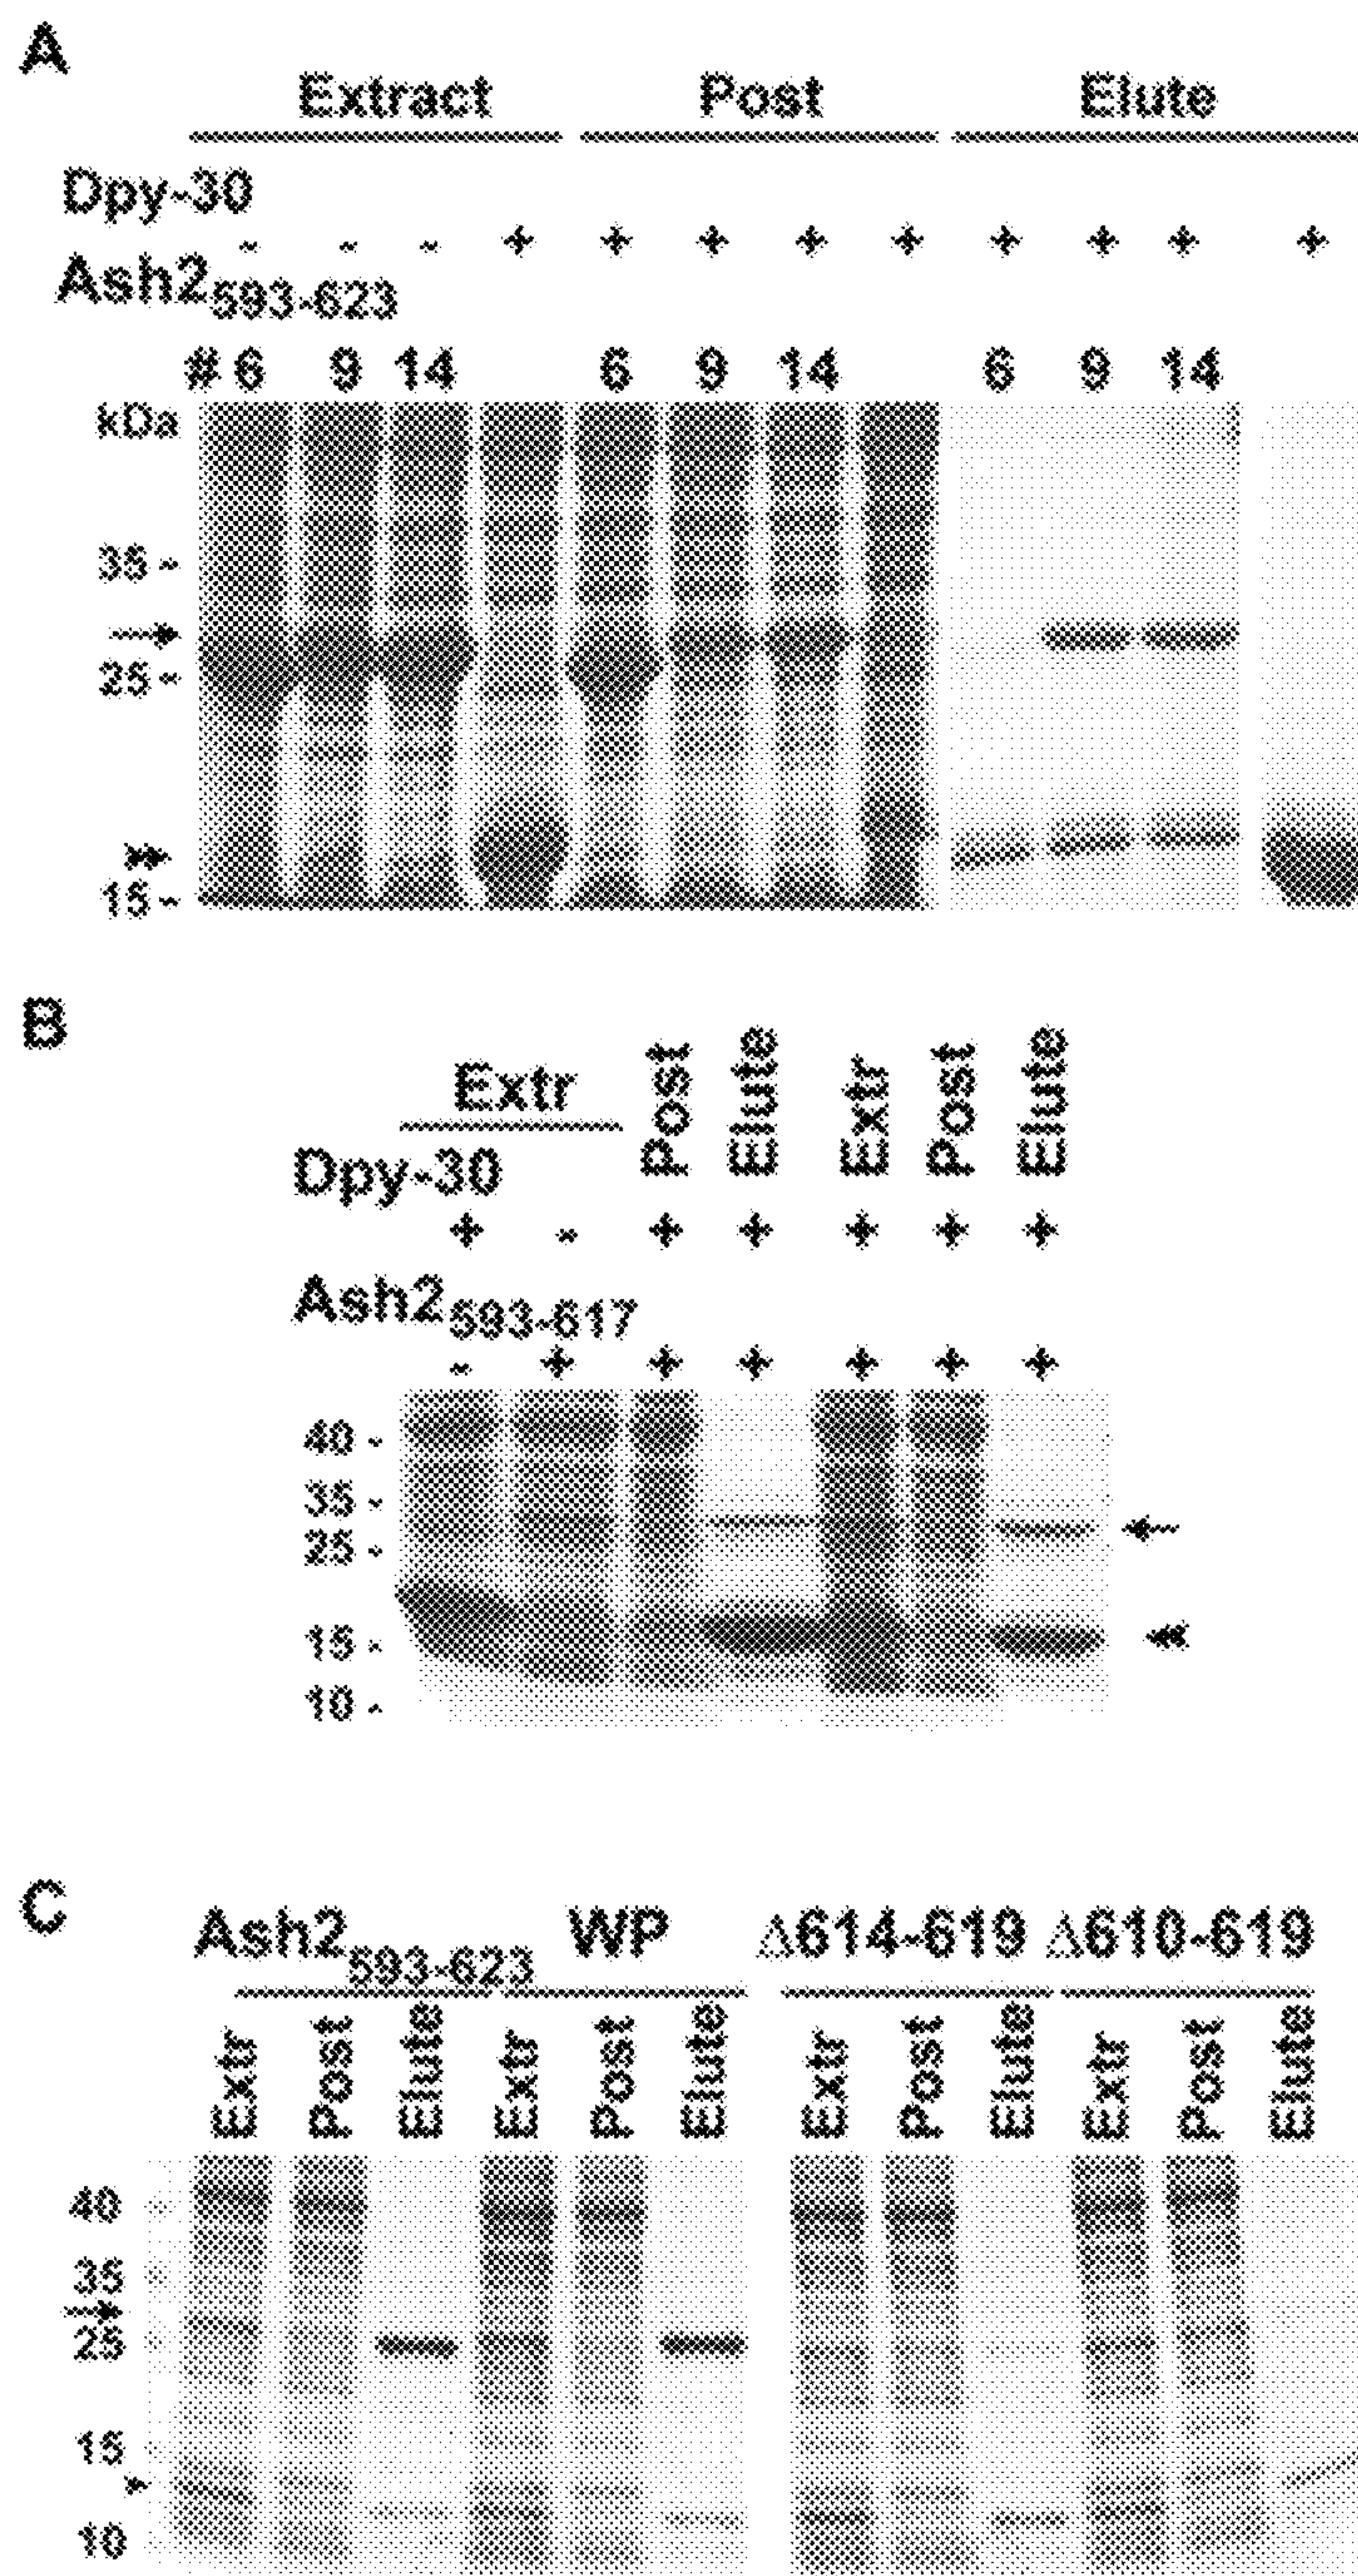 A
Extract Post Elute
Dpy-30
- - - + + + + + + + + +
Ash2593-623
# 6 9 14 6 9 14 6 9 14
kDa
35 -
25 -
15 -
B
Extr Post Elute Extr Post Elute
Dpy-30
+ - + + + + +
Ash2593-617
- + + + + + +
40 -
35 -
25 -
15 -
10 -
C
Ash2593-623 WP Δ614-619 Δ610-619
Extr Post Elute Extr Post Elute Extr Post Elute Extr Post Elute
40
35
25
15
10